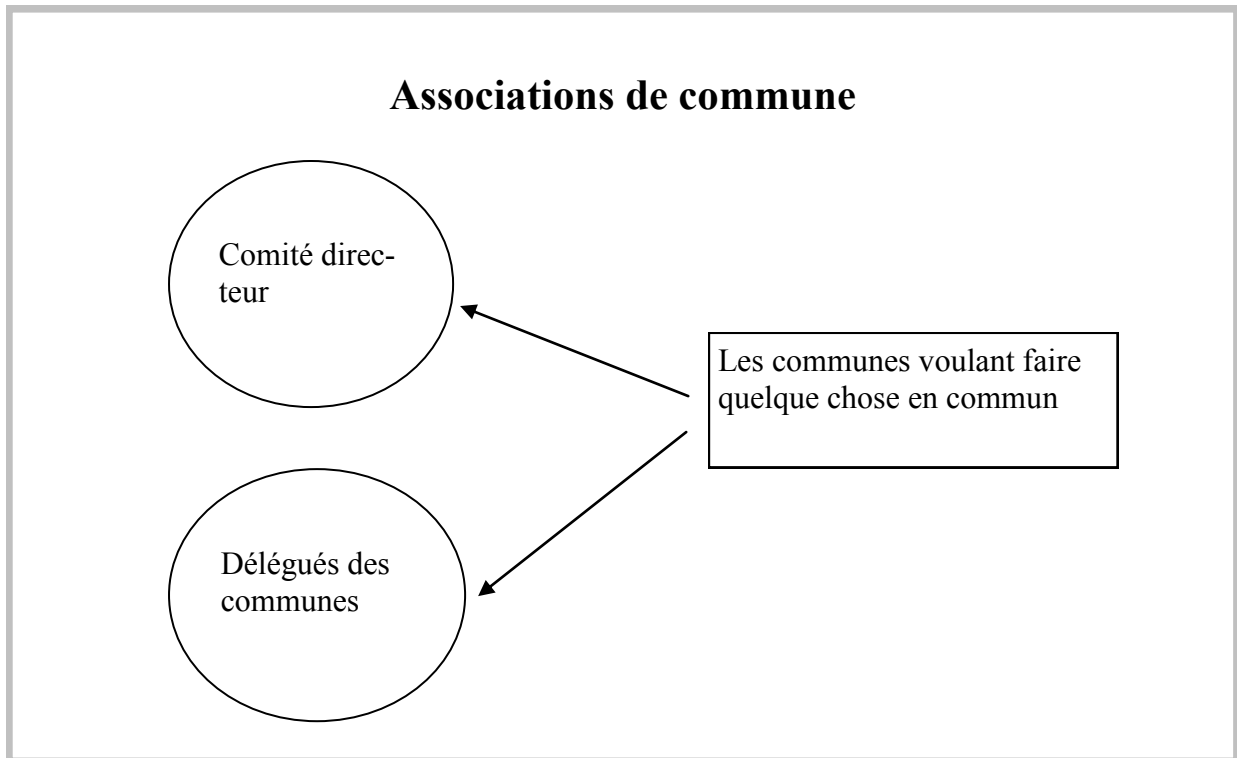 Associations de commune
Comité direc-
teur
Les communes voulant faire
quelque chose en commun
Délégués des
communes